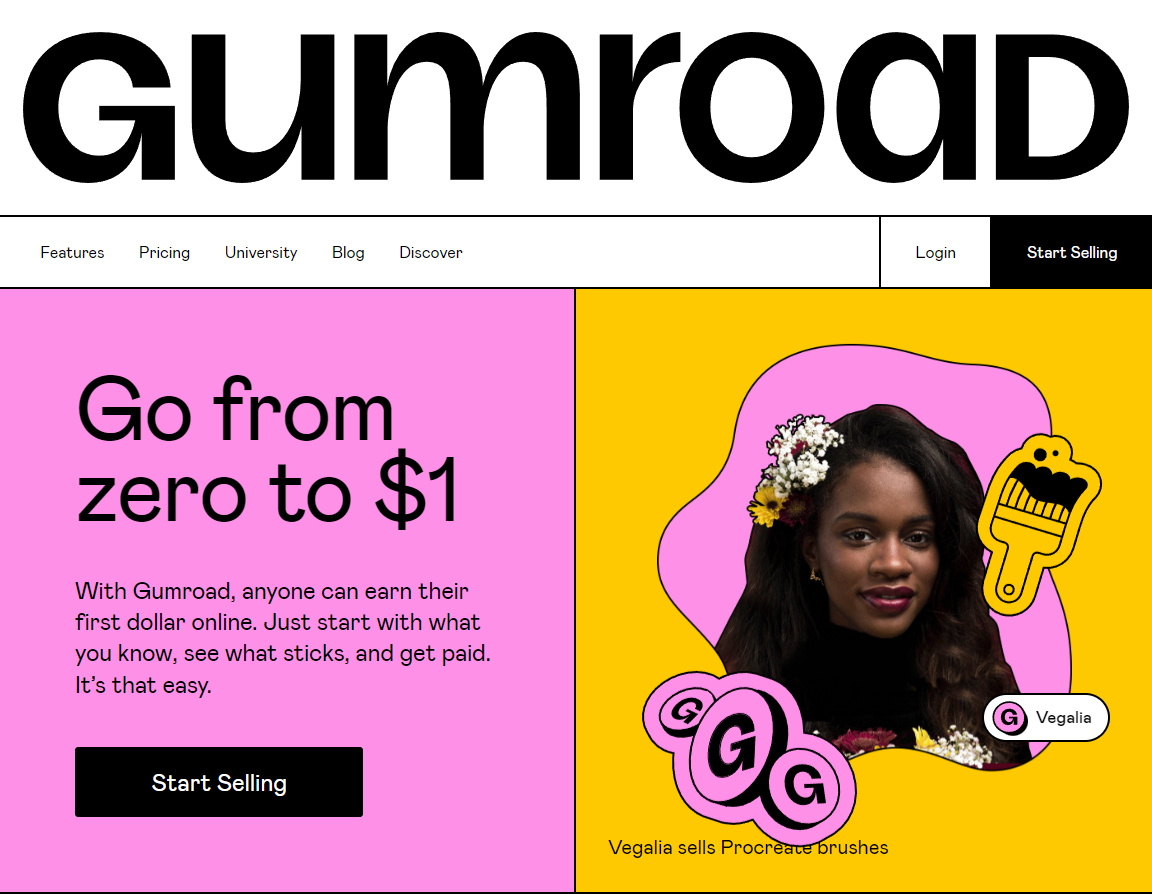 Gumroad
Features Pricing University Blog Discover Login Start Selling
Go from
zero to $1
With Gumroad, anyone can earn their
first dollar online. Just start with what
you know, see what sticks, and get paid.
It’s that easy.
Start Selling
G
G
G
G Vegalia
Vegalia sells Procreate brushes